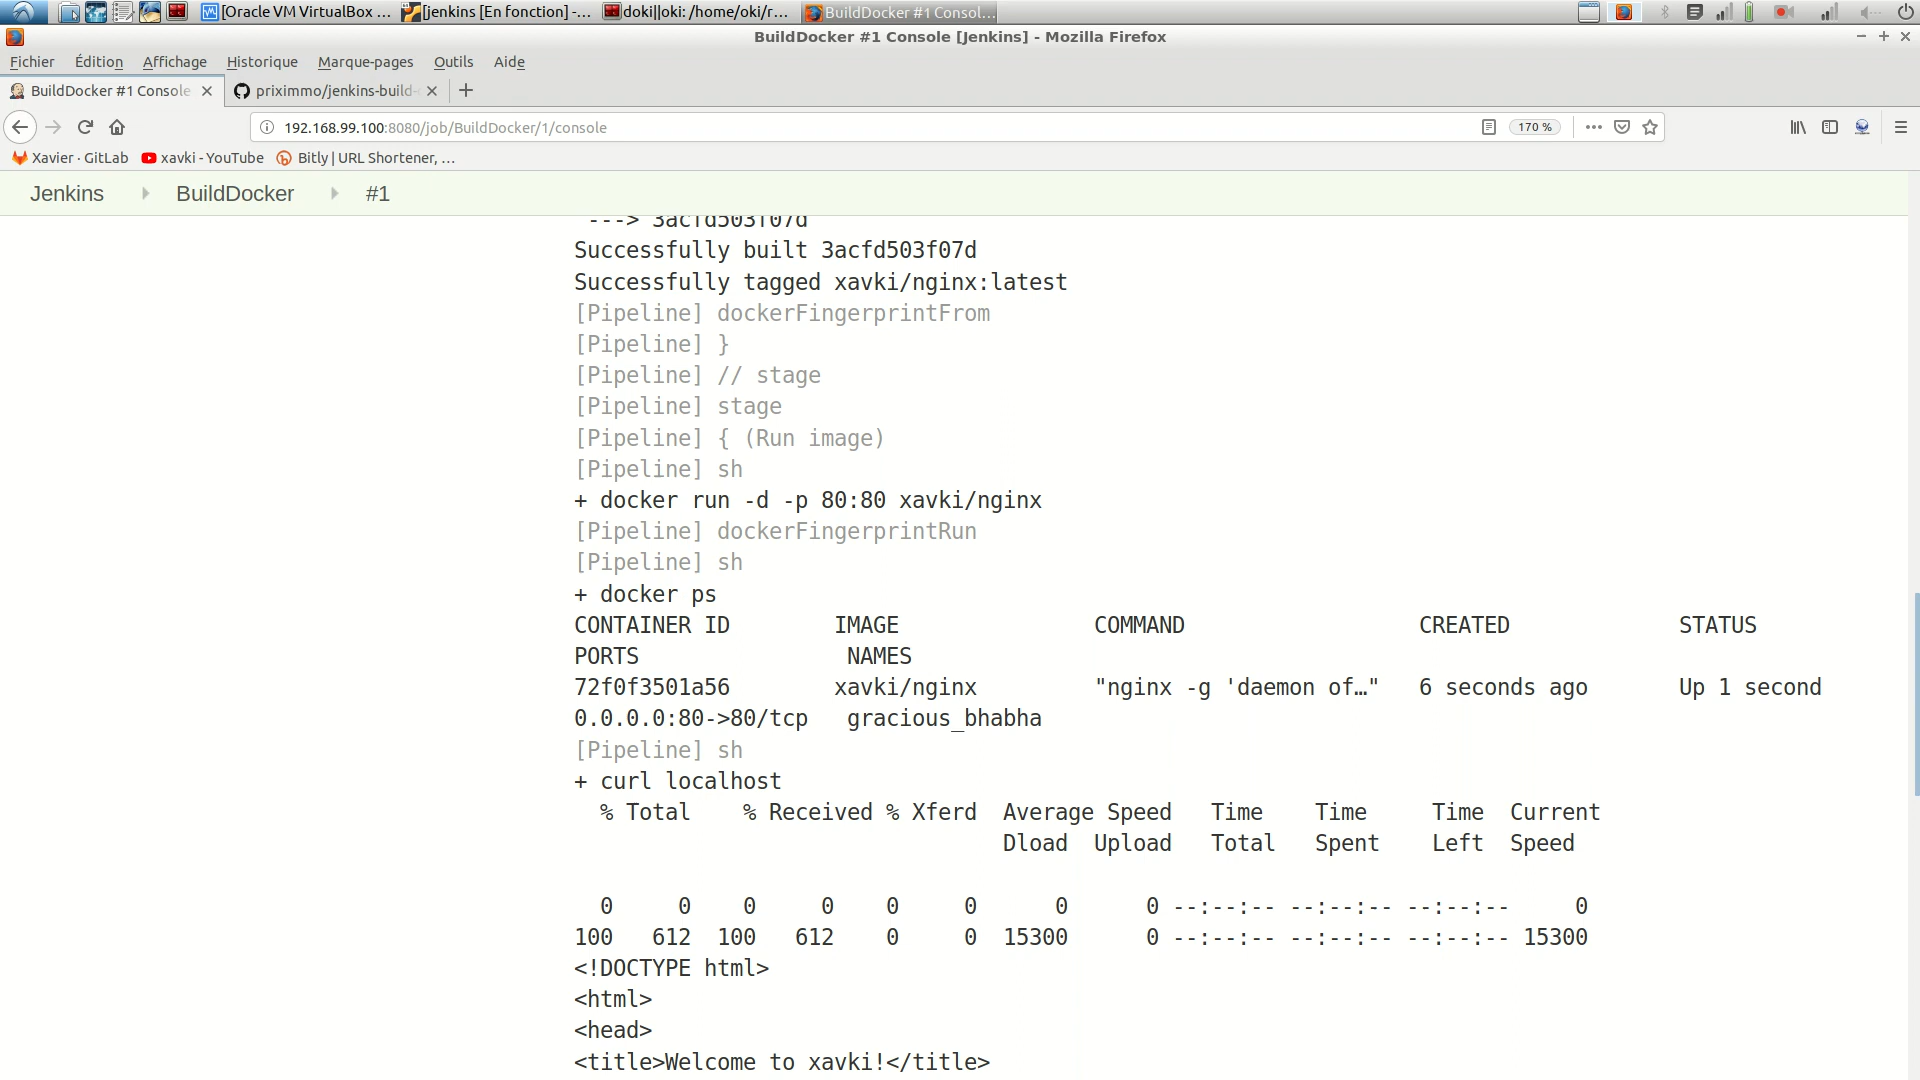 [Oracle VM VirtualBox ...
[jenkins [En fonction] -...
doki||oki: /home/oki/r...
BuildDocker #1 Consol...
BuildDocker #1 Console [Jenkins] - Mozilla Firefox
Fichier Édition Affichage Historique Marque-pages Outils Aide
BuildDocker #1 Console
priximmo/jenkins-build-
192.168.99.100:8080/job/BuildDocker/1/console
170 %
Xavier · GitLab
xavki - YouTube
Bitly | URL Shortener, ...
Jenkins BuildDocker #1
---> 3acfd503f07d
Successfully built 3acfd503f07d
Successfully tagged xavki/nginx:latest
[Pipeline] dockerFingerprintFrom
[Pipeline] }
[Pipeline] // stage
[Pipeline] stage
[Pipeline] { (Run image)
[Pipeline] sh
+ docker run -d -p 80:80 xavki/nginx
[Pipeline] dockerFingerprintRun
[Pipeline] sh
+ docker ps
CONTAINER ID        IMAGE               COMMAND                  CREATED             STATUS
PORTS                NAMES
72f0f3501a56        xavki/nginx         "nginx -g 'daemon of…"   6 seconds ago       Up 1 second
0.0.0.0:80->80/tcp   gracious_bhabha
[Pipeline] sh
+ curl localhost
  % Total    % Received % Xferd  Average Speed   Time    Time     Time  Current
                                 Dload  Upload   Total   Spent    Left  Speed
  0     0    0     0    0     0      0      0 --:--:-- --:--:-- --:--:--     0
100   612  100   612    0     0  15300      0 --:--:-- --:--:-- --:--:-- 15300
<!DOCTYPE html>
<html>
<head>
<title>Welcome to xavki!</title>